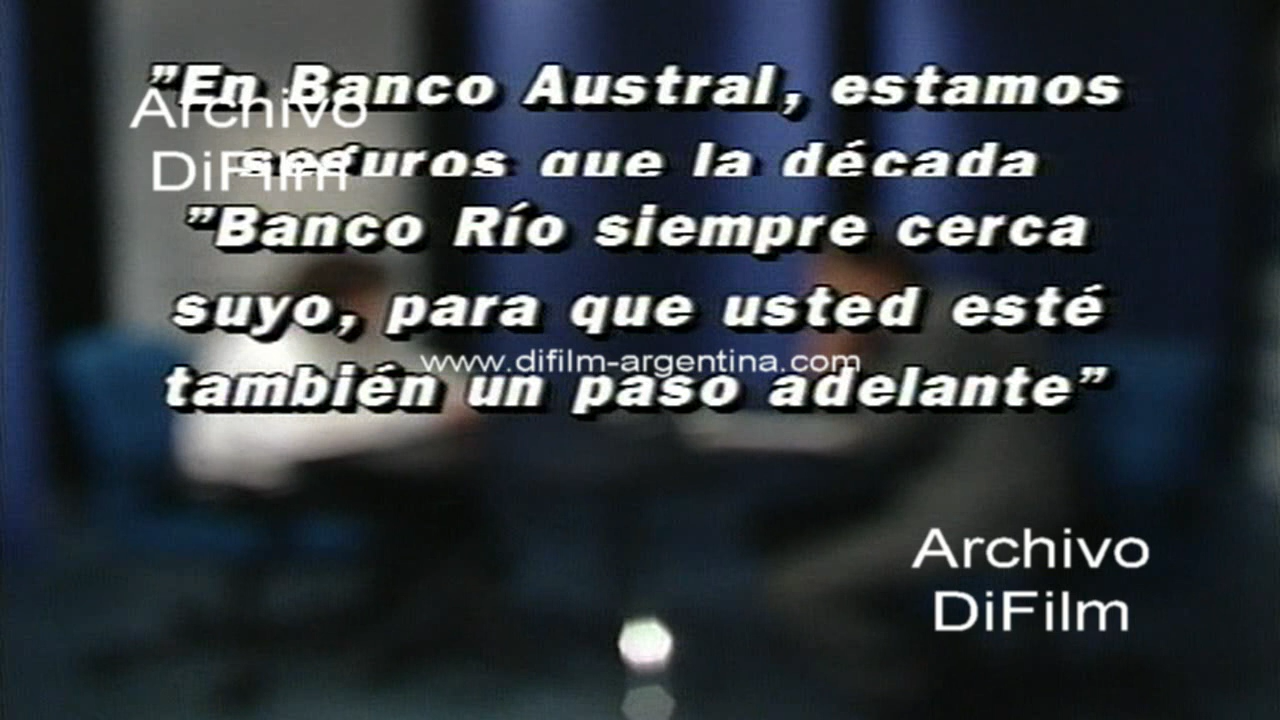 "En Banco Austral, estamos
Archivo
DiFilm
seguros que la década
"Banco Río siempre cerca
suyo, para que usted esté
www.difilm-argentina.com
también un paso adelante"
Archivo
DiFilm